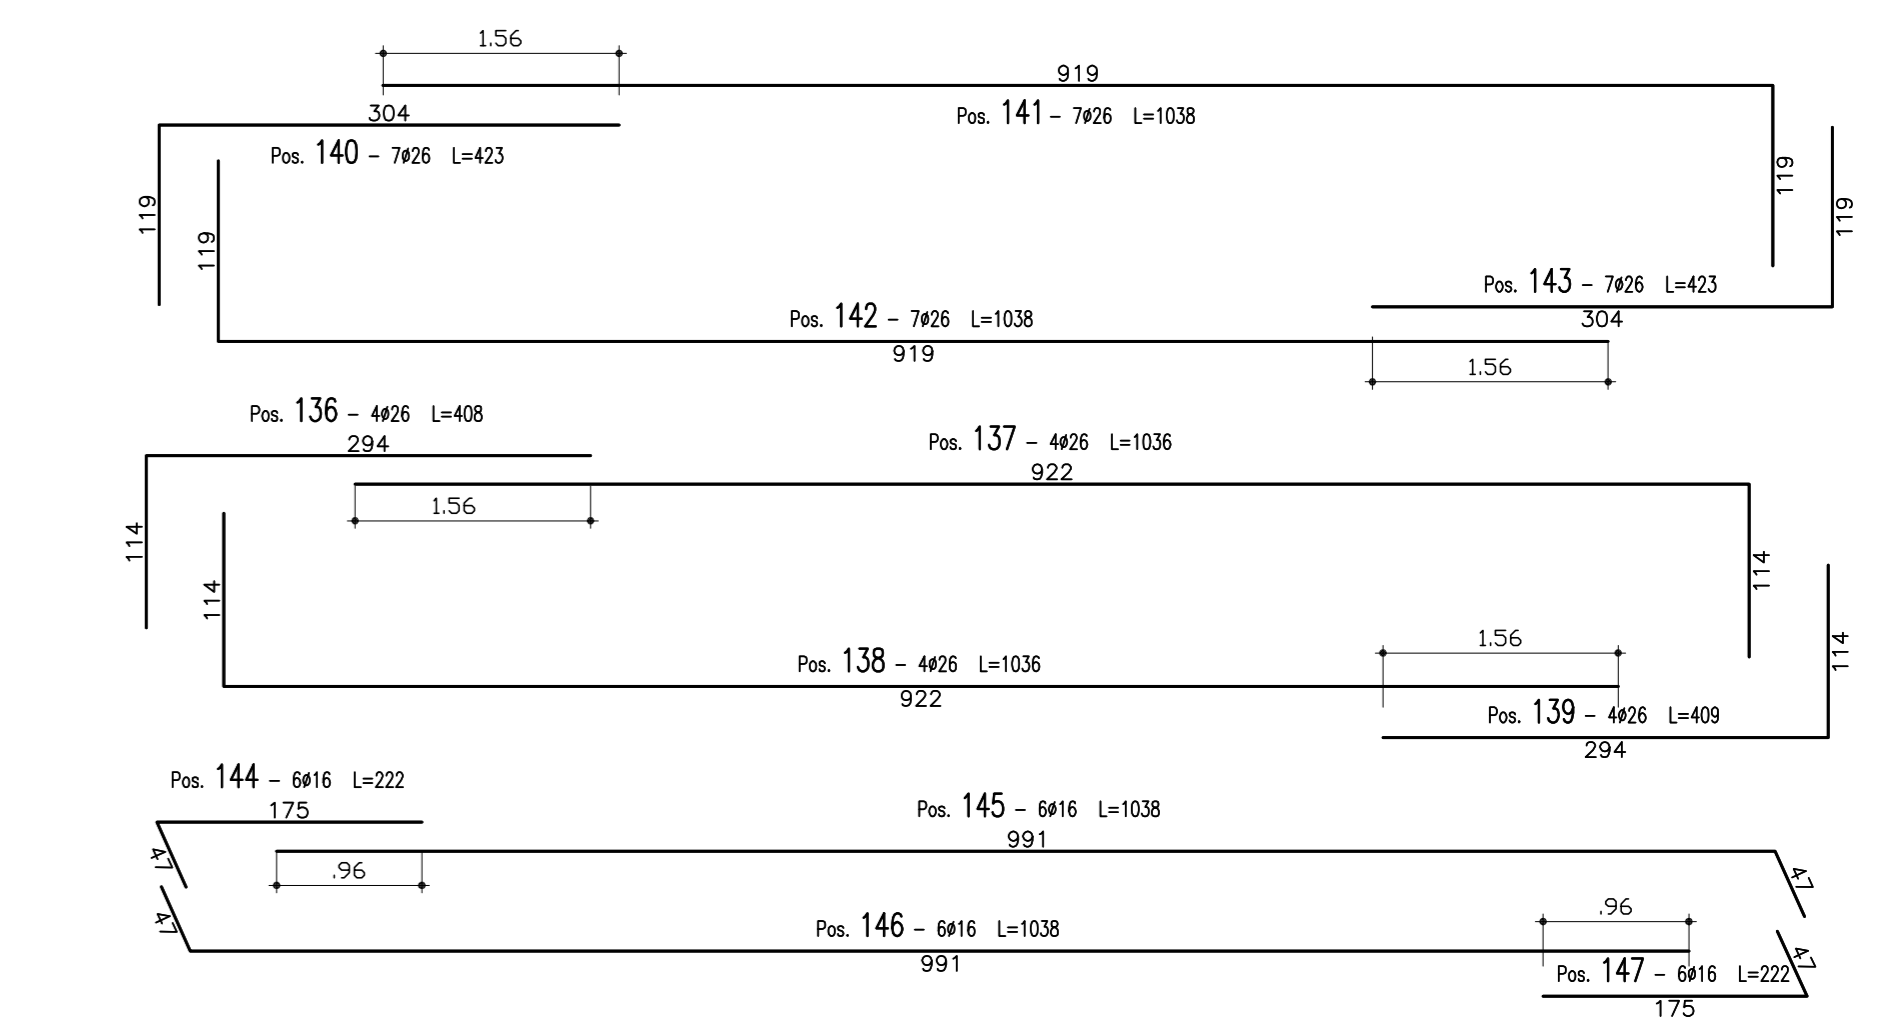 1.56
919
Pos. 141 - 7ø26 L=1038
304
Pos. 140 - 7ø26 L=423
119
119
119
119
Pos. 143 - 7ø26 L=423
304
Pos. 142 - 7ø26 L=1038
919
1.56
Pos. 136 - 4ø26 L=408
294
Pos. 137 - 4ø26 L=1036
922
1.56
114
114
114
114
1.56
Pos. 138 - 4ø26 L=1036
922
Pos. 139 - 4ø26 L=409
294
Pos. 144 - 6ø16 L=222
175
Pos. 145 - 6ø16 L=1038
991
47
.96
47
47
.96
Pos. 146 - 6ø16 L=1038
991
47
Pos. 147 - 6ø16 L=222
175